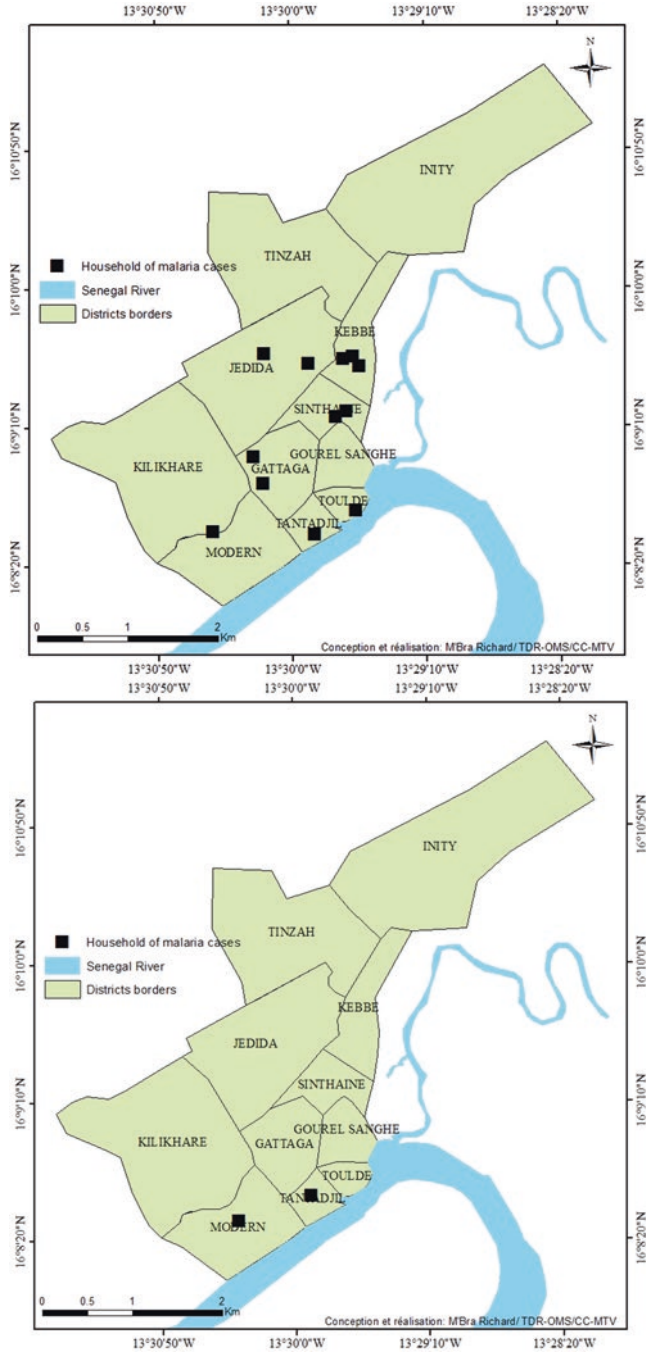 13°30'50"W 13°30'0"W 13°29'10"W 13°28'20"W
N
16°10'50"N 16°10'50"N
INITY
TINZAH
Household of malaria cases
16°10'0"N 16°10'0"N
Senegal River
Districts borders
KEBBE
JEDIDA
16°9'10"N 16°9'10"N
SINTHAINE
GOUREL SANGHE
KILIKHARE
GATTAGA
TOULDE
TANTADJIL
MODERN
16°8'20"N 16°8'20"N
0 0.5 1 2
Km
Conception et réalisation: M'Bra Richard/ TDR-OMS/CC-MTV
13°30'50"W 13°30'0"W 13°29'10"W 13°28'20"W
13°30'50"W 13°30'0"W 13°29'10"W 13°28'20"W
N
16°10'50"N 16°10'50"N
INITY
TINZAH
Household of malaria cases
16°10'0"N 16°10'0"N
Senegal River
Districts borders
KEBBE
JEDIDA
SINTHAINE
16°9'10"N 16°9'10"N
GOUREL SANGHE
KILIKHARE
GATTAGA
TOULDE
TANTADJIL
MODERN
16°8'20"N 16°8'20"N
0 0.5 1 2
Km
Conception et réalisation: M'Bra Richard/ TDR-OMS/CC-MTV
13°30'50"W 13°30'0"W 13°29'10"W 13°28'20"W